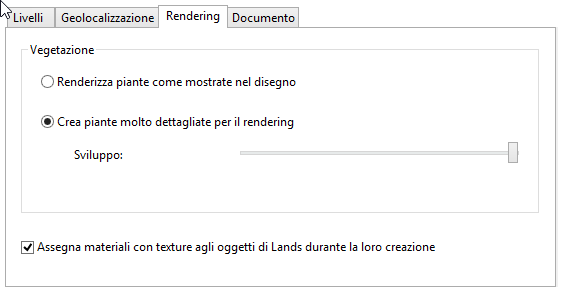 Livelli Geolocalizzazione Rendering Documento
Vegetazione
Renderizza piante come mostrate nel disegno
Crea piante molto dettagliate per il rendering
Sviluppo:
Assegna materiali con texture agli oggetti di Lands durante la loro creazione